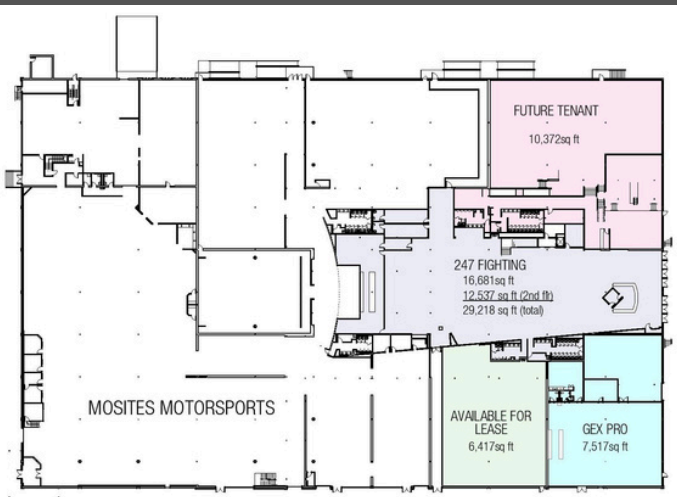 FUTURE TENANT
10,372sq ft
247 FIGHTING
16,681sq ft
12,537 sq ft (2nd flr)
29,218 sq ft (total)
MOSITES MOTORSPORTS
AVAILABLE FOR
LEASE
6,417sq ft
GEX PRO
7,517sq ft